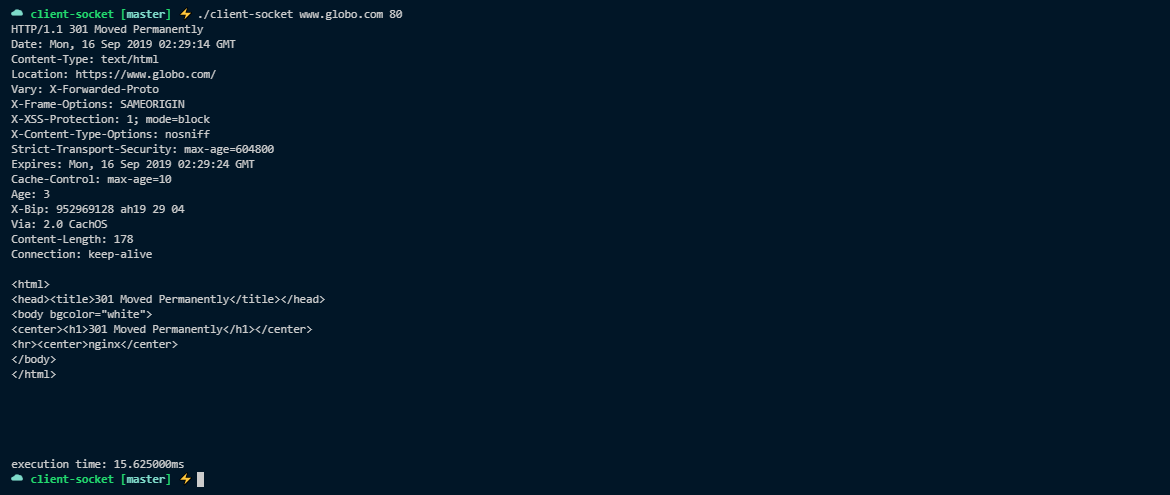 client-socket [master] ⚡ ./client-socket www.globo.com 80
HTTP/1.1 301 Moved Permanently
Date: Mon, 16 Sep 2019 02:29:14 GMT
Content-Type: text/html
Location: https://www.globo.com/
Vary: X-Forwarded-Proto
X-Frame-Options: SAMEORIGIN
X-XSS-Protection: 1; mode=block
X-Content-Type-Options: nosniff
Strict-Transport-Security: max-age=604800
Expires: Mon, 16 Sep 2019 02:29:24 GMT
Cache-Control: max-age=10
Age: 3
X-Bip: 952969128 ah19 29 04
Via: 2.0 CachOS
Content-Length: 178
Connection: keep-alive

<html>
<head><title>301 Moved Permanently</title></head>
<body bgcolor="white">
<center><h1>301 Moved Permanently</h1></center>
<hr><center>nginx</center>
</body>
</html>

execution time: 15.625000ms
client-socket [master] ⚡